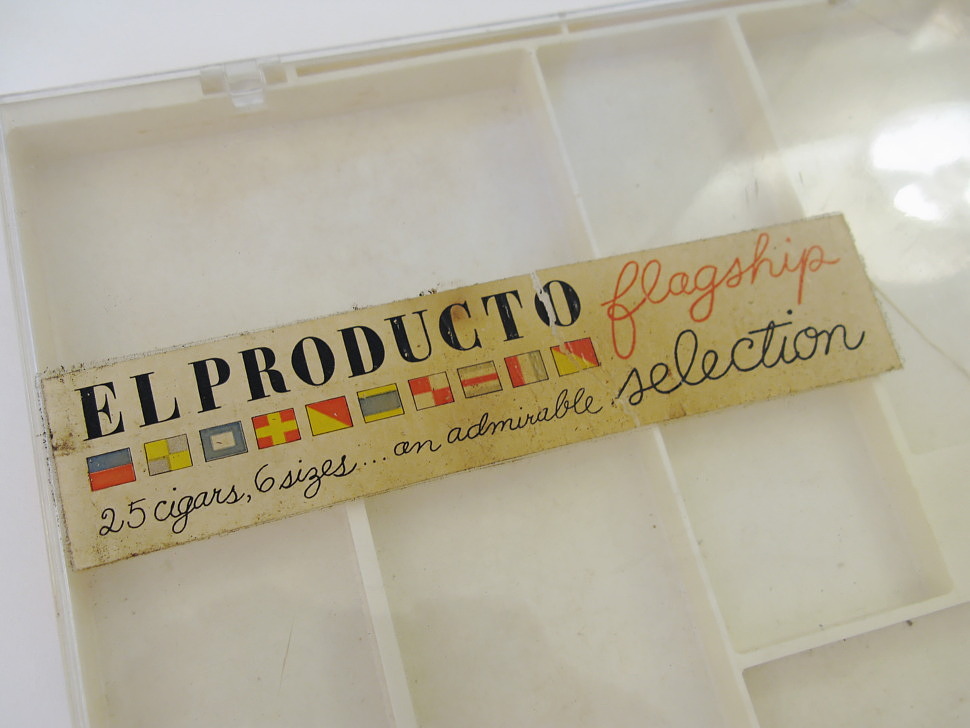 EL PRODUCTO flagship
25 cigars, 6 sizes.... an admirable selection